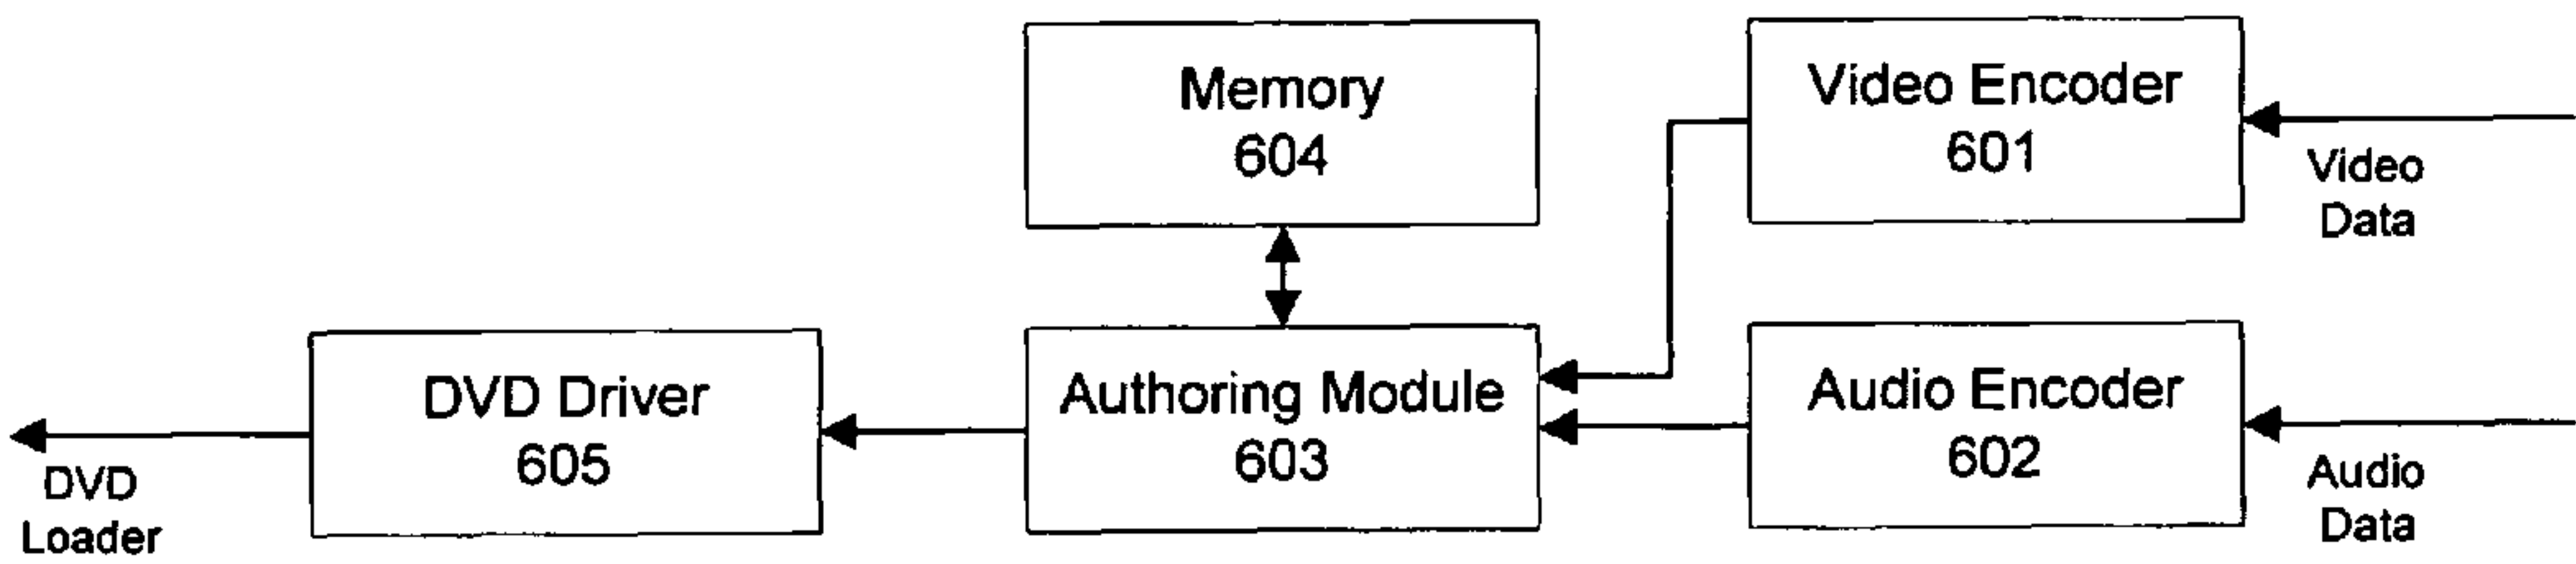 Memory
604
Video Encoder
601
Video
Data
DVD Driver
605
Authoring Module
603
Audio Encoder
602
DVD
Loader
Audio
Data